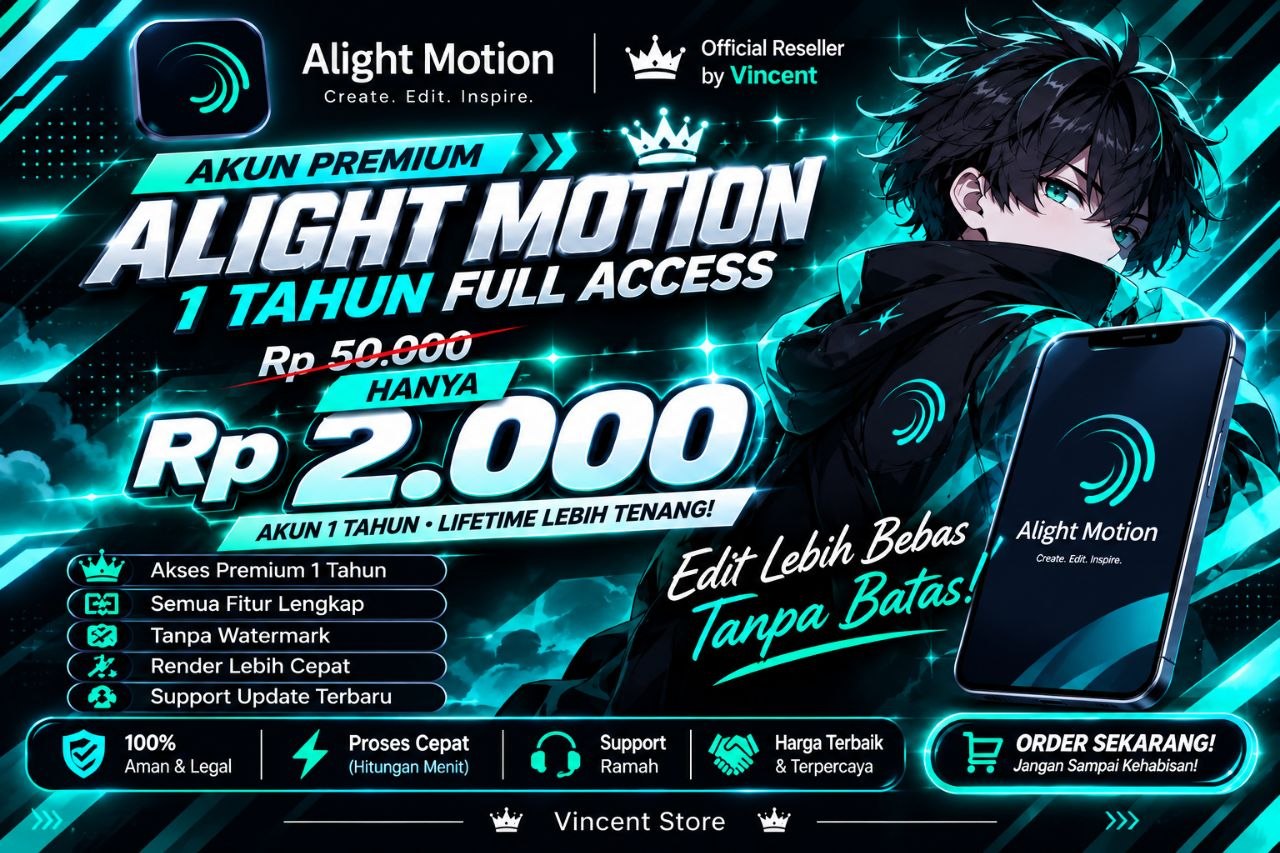 Alight Motion
Create. Edit. Inspire.
Official Reseller
by Vincent
AKUN PREMIUM
ALIGHT MOTION
1 TAHUN FULL ACCESS
Rp 50.000
HANYA
Rp 2.000
AKUN 1 TAHUN • LIFETIME LEBIH TENANG!
Akses Premium 1 Tahun
Semua Fitur Lengkap
Tanpa Watermark
Render Lebih Cepat
Support Update Terbaru
Edit Lebih Bebas
Tanpa Batas!
Alight Motion
Create. Edit. Inspire.
100%
Aman & Legal
Proses Cepat
(Hitungan Menit)
Support
Ramah
Harga Terbaik
& Terpercaya
ORDER SEKARANG!
Jangan Sampai Kehabisan!
Vincent Store